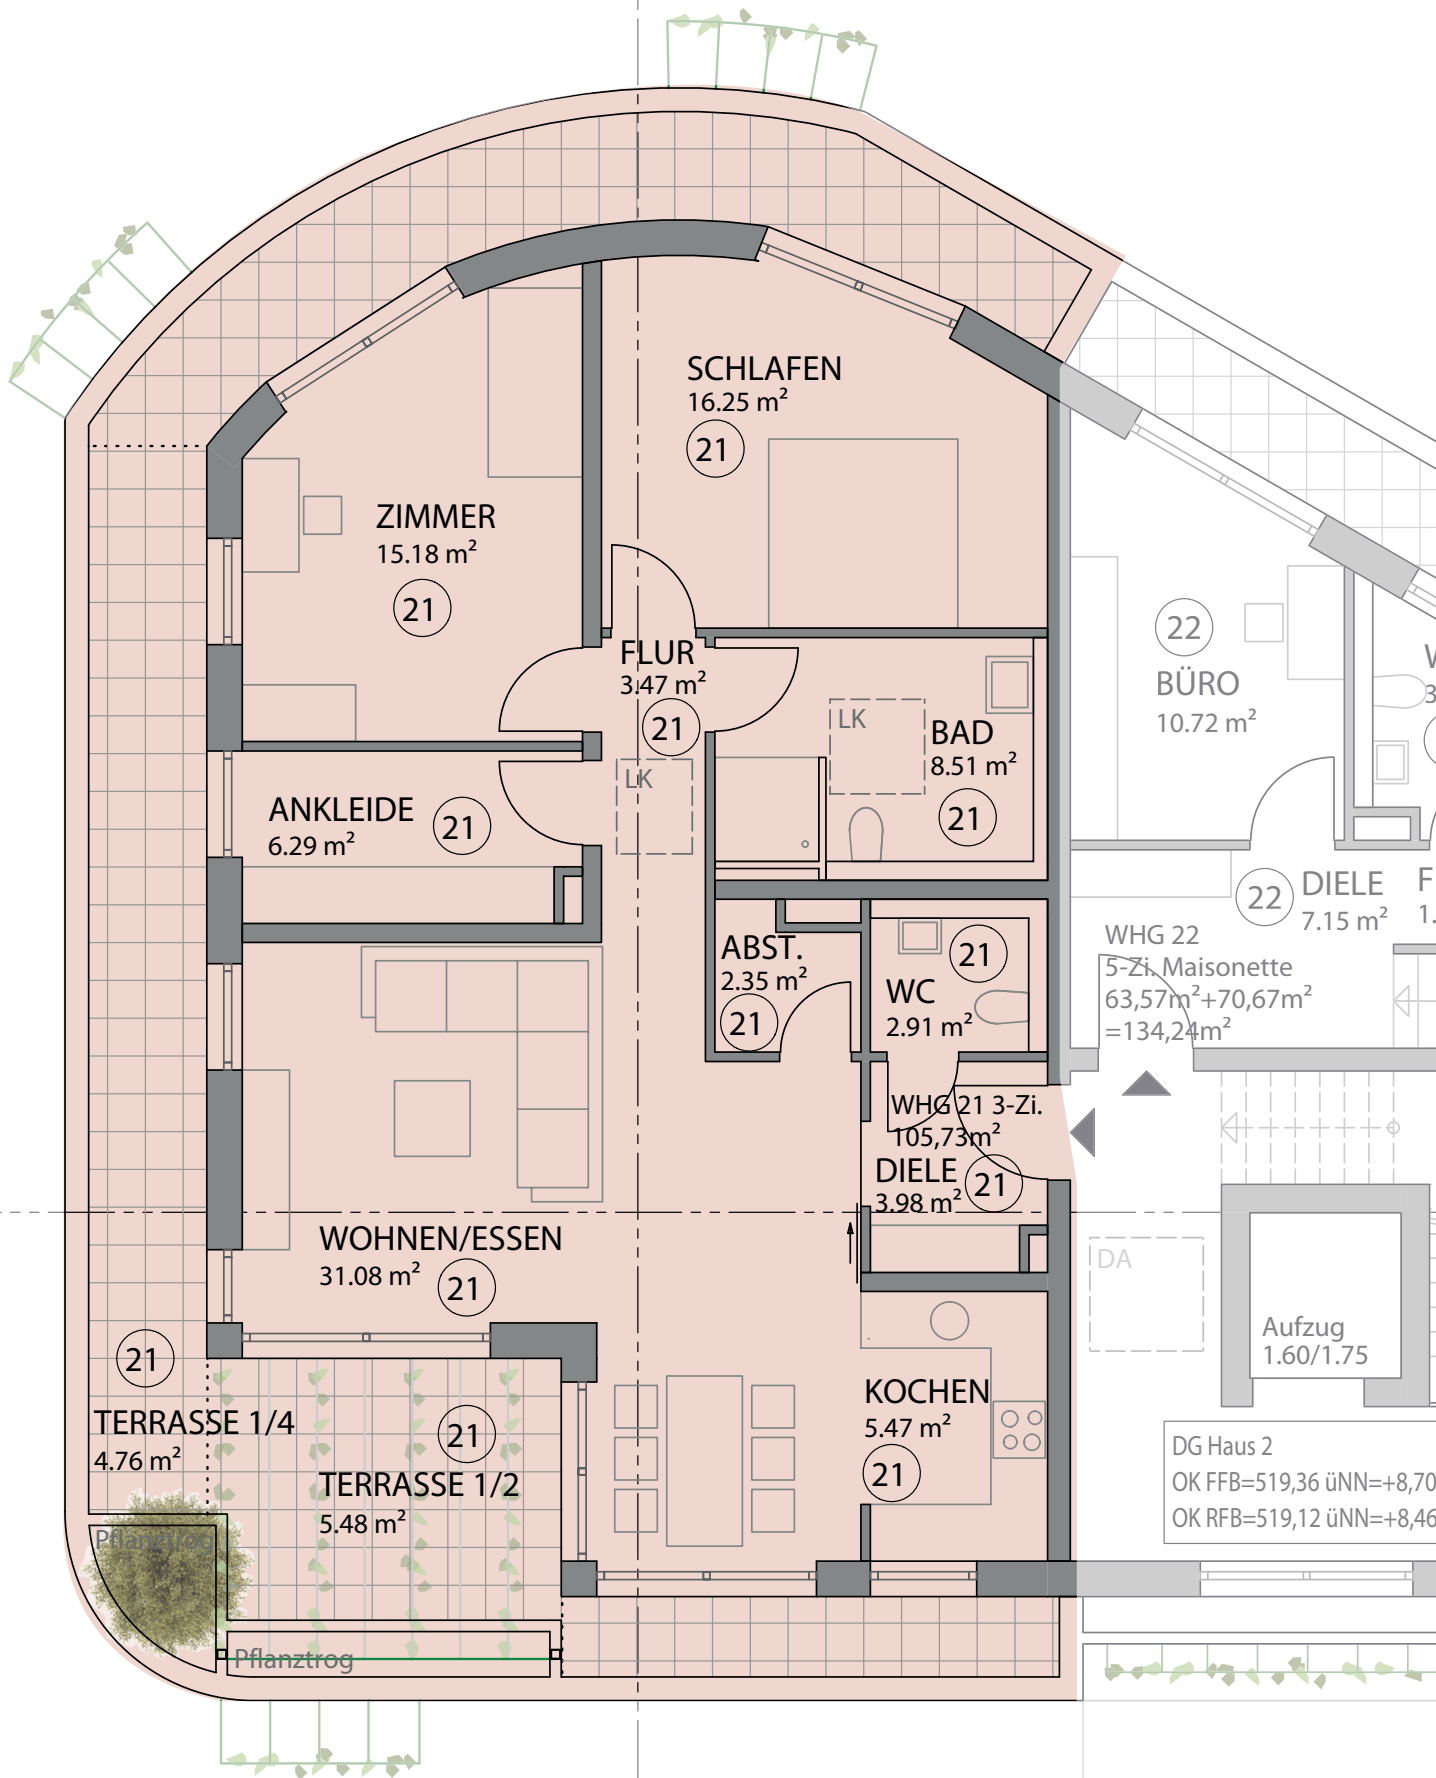 SCHLAFEN
16.25 m²
21
ZIMMER
15.18 m²
21
FLUR
3.47 m²
21
LK
LK
BAD
8.51 m²
21
ANKLEIDE
6.29 m²
21
ABST.
2.35 m²
21
WC
2.91 m²
21
WHG 21 3-Zi.
105,73m²
DIELE
3.98 m²
21
WOHNEN/ESSEN
31.08 m²
21
KOCHEN
5.47 m²
21
21
TERRASSE 1/4
4.76 m²
21
TERRASSE 1/2
5.48 m²
Pflanztrog
Pflanztrog
22
BÜRO
10.72 m²
22
DIELE
7.15 m²
WHG 22
5-Zi. Maisonette
63,57m²+70,67m²
=134,24m²
DA
Aufzug
1.60/1.75
DG Haus 2
OK FFB=519,36 üNN=+8,70
OK RFB=519,12 üNN=+8,46